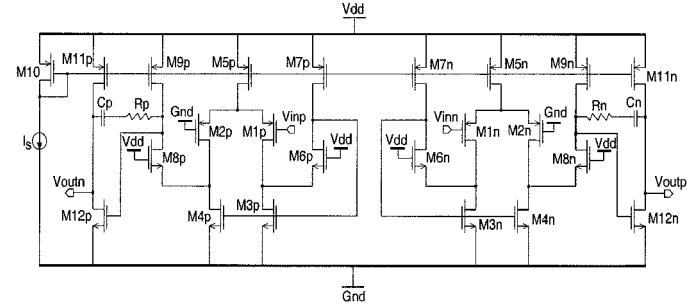 Vdd
M10 M11p M9p M5p M7p M7n M5n M9n M11n
Cp Rp Gnd Vinp Vinn Gnd Rn Cn
M2p M1p M1n M2n
Is Vdd Vdd Vdd Vdd
M8p M6p M6n M8n
Voutn Voutp
M12p M4p M3p M3n M4n M12n
Gnd